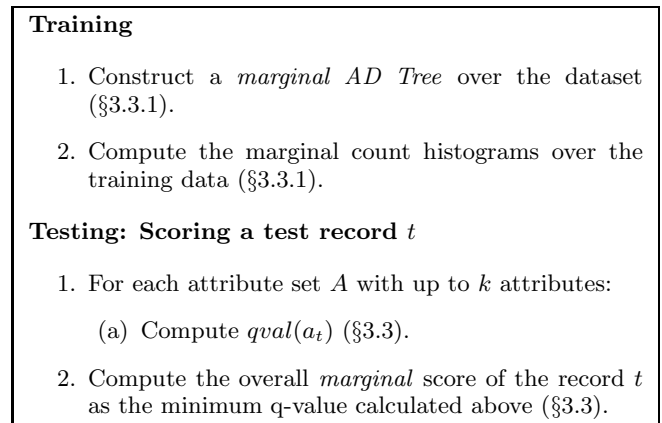 Training
1. Construct a marginal AD Tree over the dataset
(§3.3.1).
2. Compute the marginal count histograms over the
training data (§3.3.1).
Testing: Scoring a test record t
1. For each attribute set A with up to k attributes:
(a) Compute qval(aₜ) (§3.3).
2. Compute the overall marginal score of the record t
as the minimum q-value calculated above (§3.3).